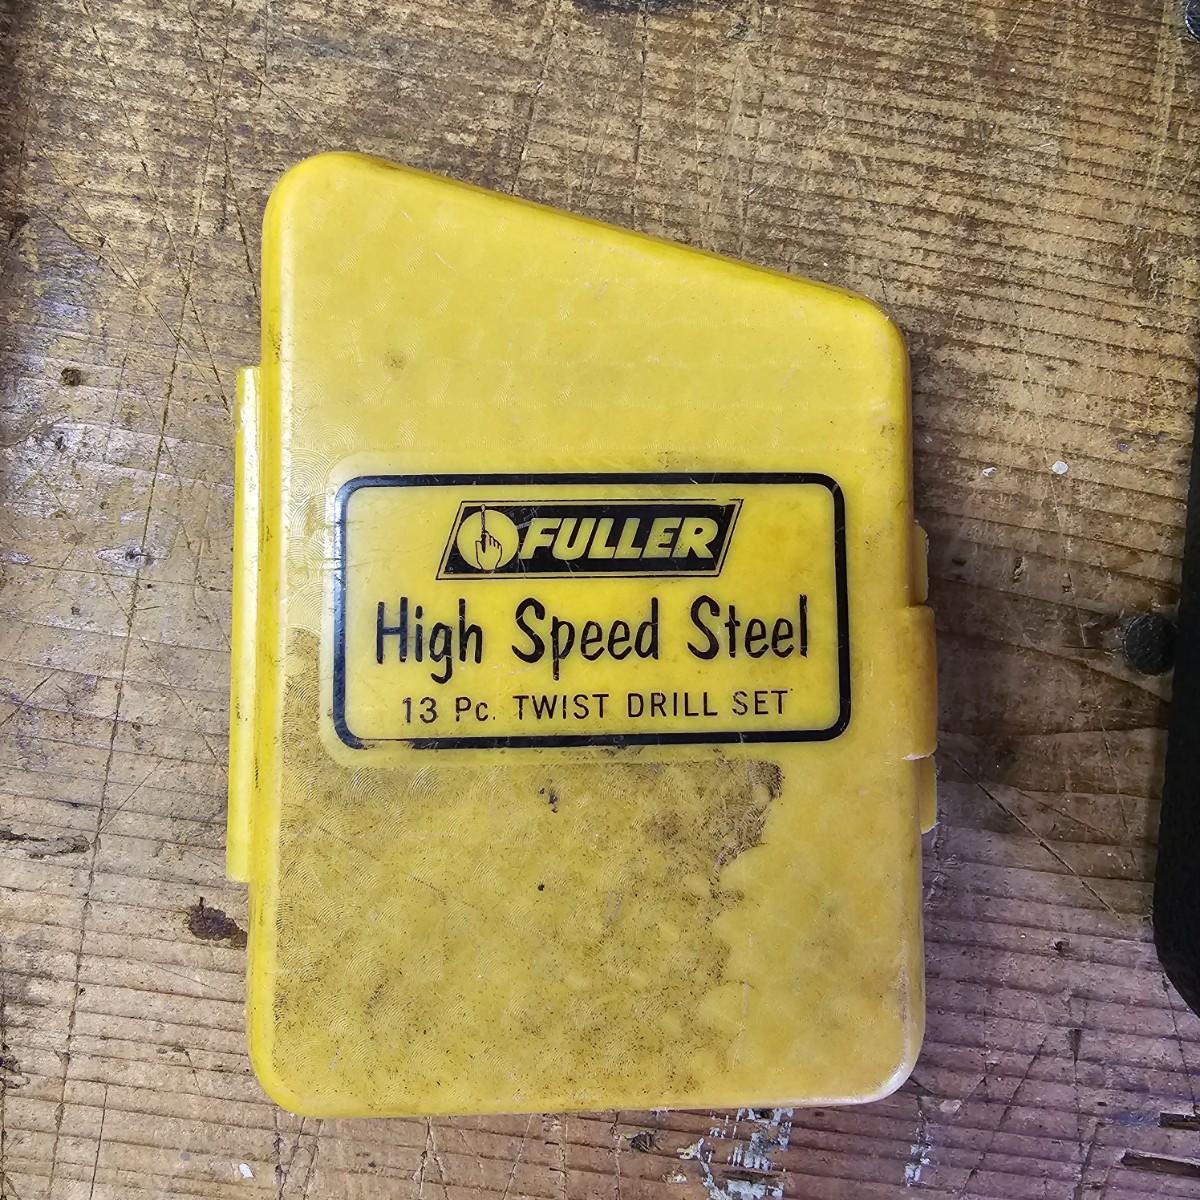 FULLER
High Speed Steel
13 Pc. TWIST DRILL SET